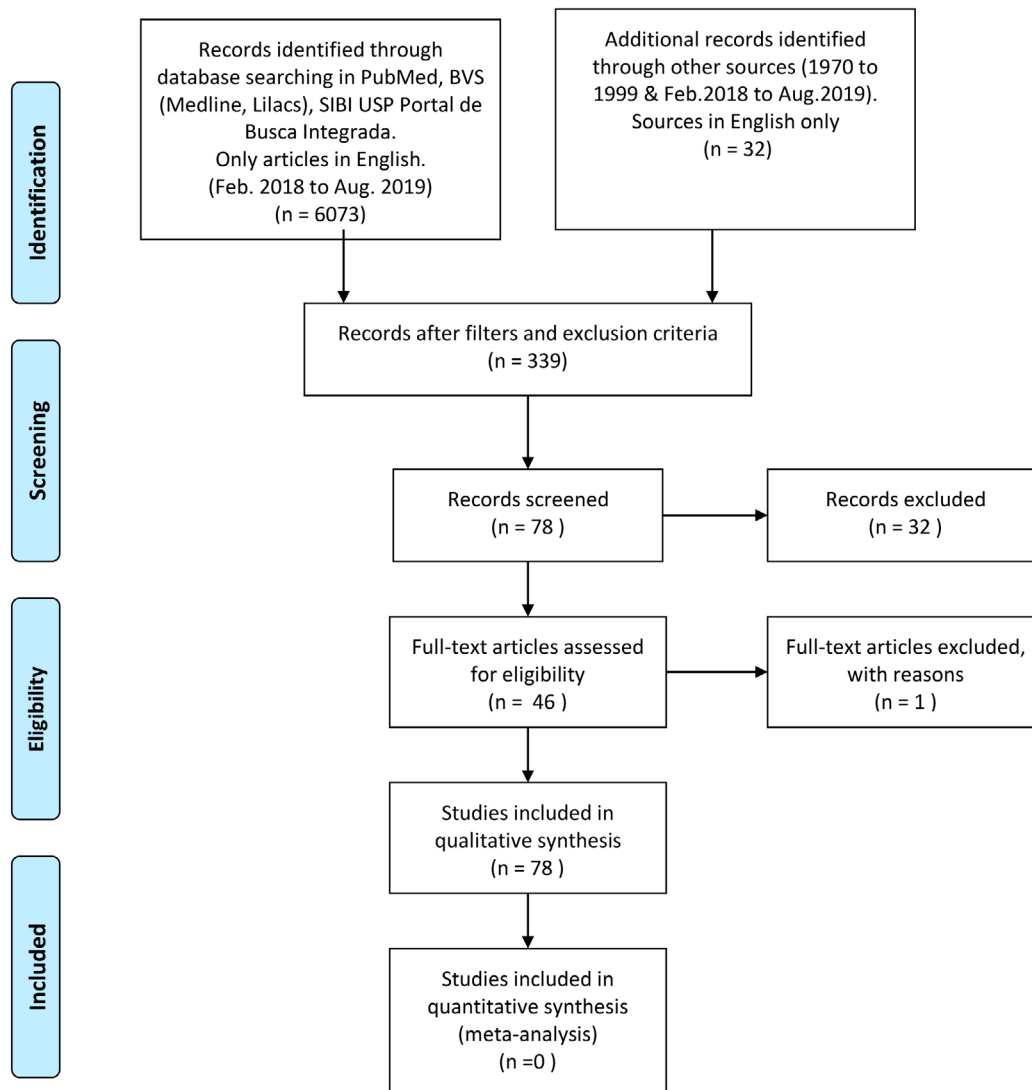 Identification
Records identified through
database searching in PubMed, BVS
(Medline, Lilacs), SIBI USP Portal de
Busca Integrada.
Only articles in English.
(Feb. 2018 to Aug. 2019)
(n = 6073)
Additional records identified
through other sources (1970 to
1999 & Feb.2018 to Aug.2019).
Sources in English only
(n = 32)
Records after filters and exclusion criteria
(n = 339)
Screening
Records screened
(n = 78 )
Records excluded
(n = 32 )
Eligibility
Full-text articles assessed
for eligibility
(n =  46 )
Full-text articles excluded,
with reasons
(n = 1 )
Studies included in
qualitative synthesis
(n = 78 )
Included
Studies included in
quantitative synthesis
(meta-analysis)
(n =0 )